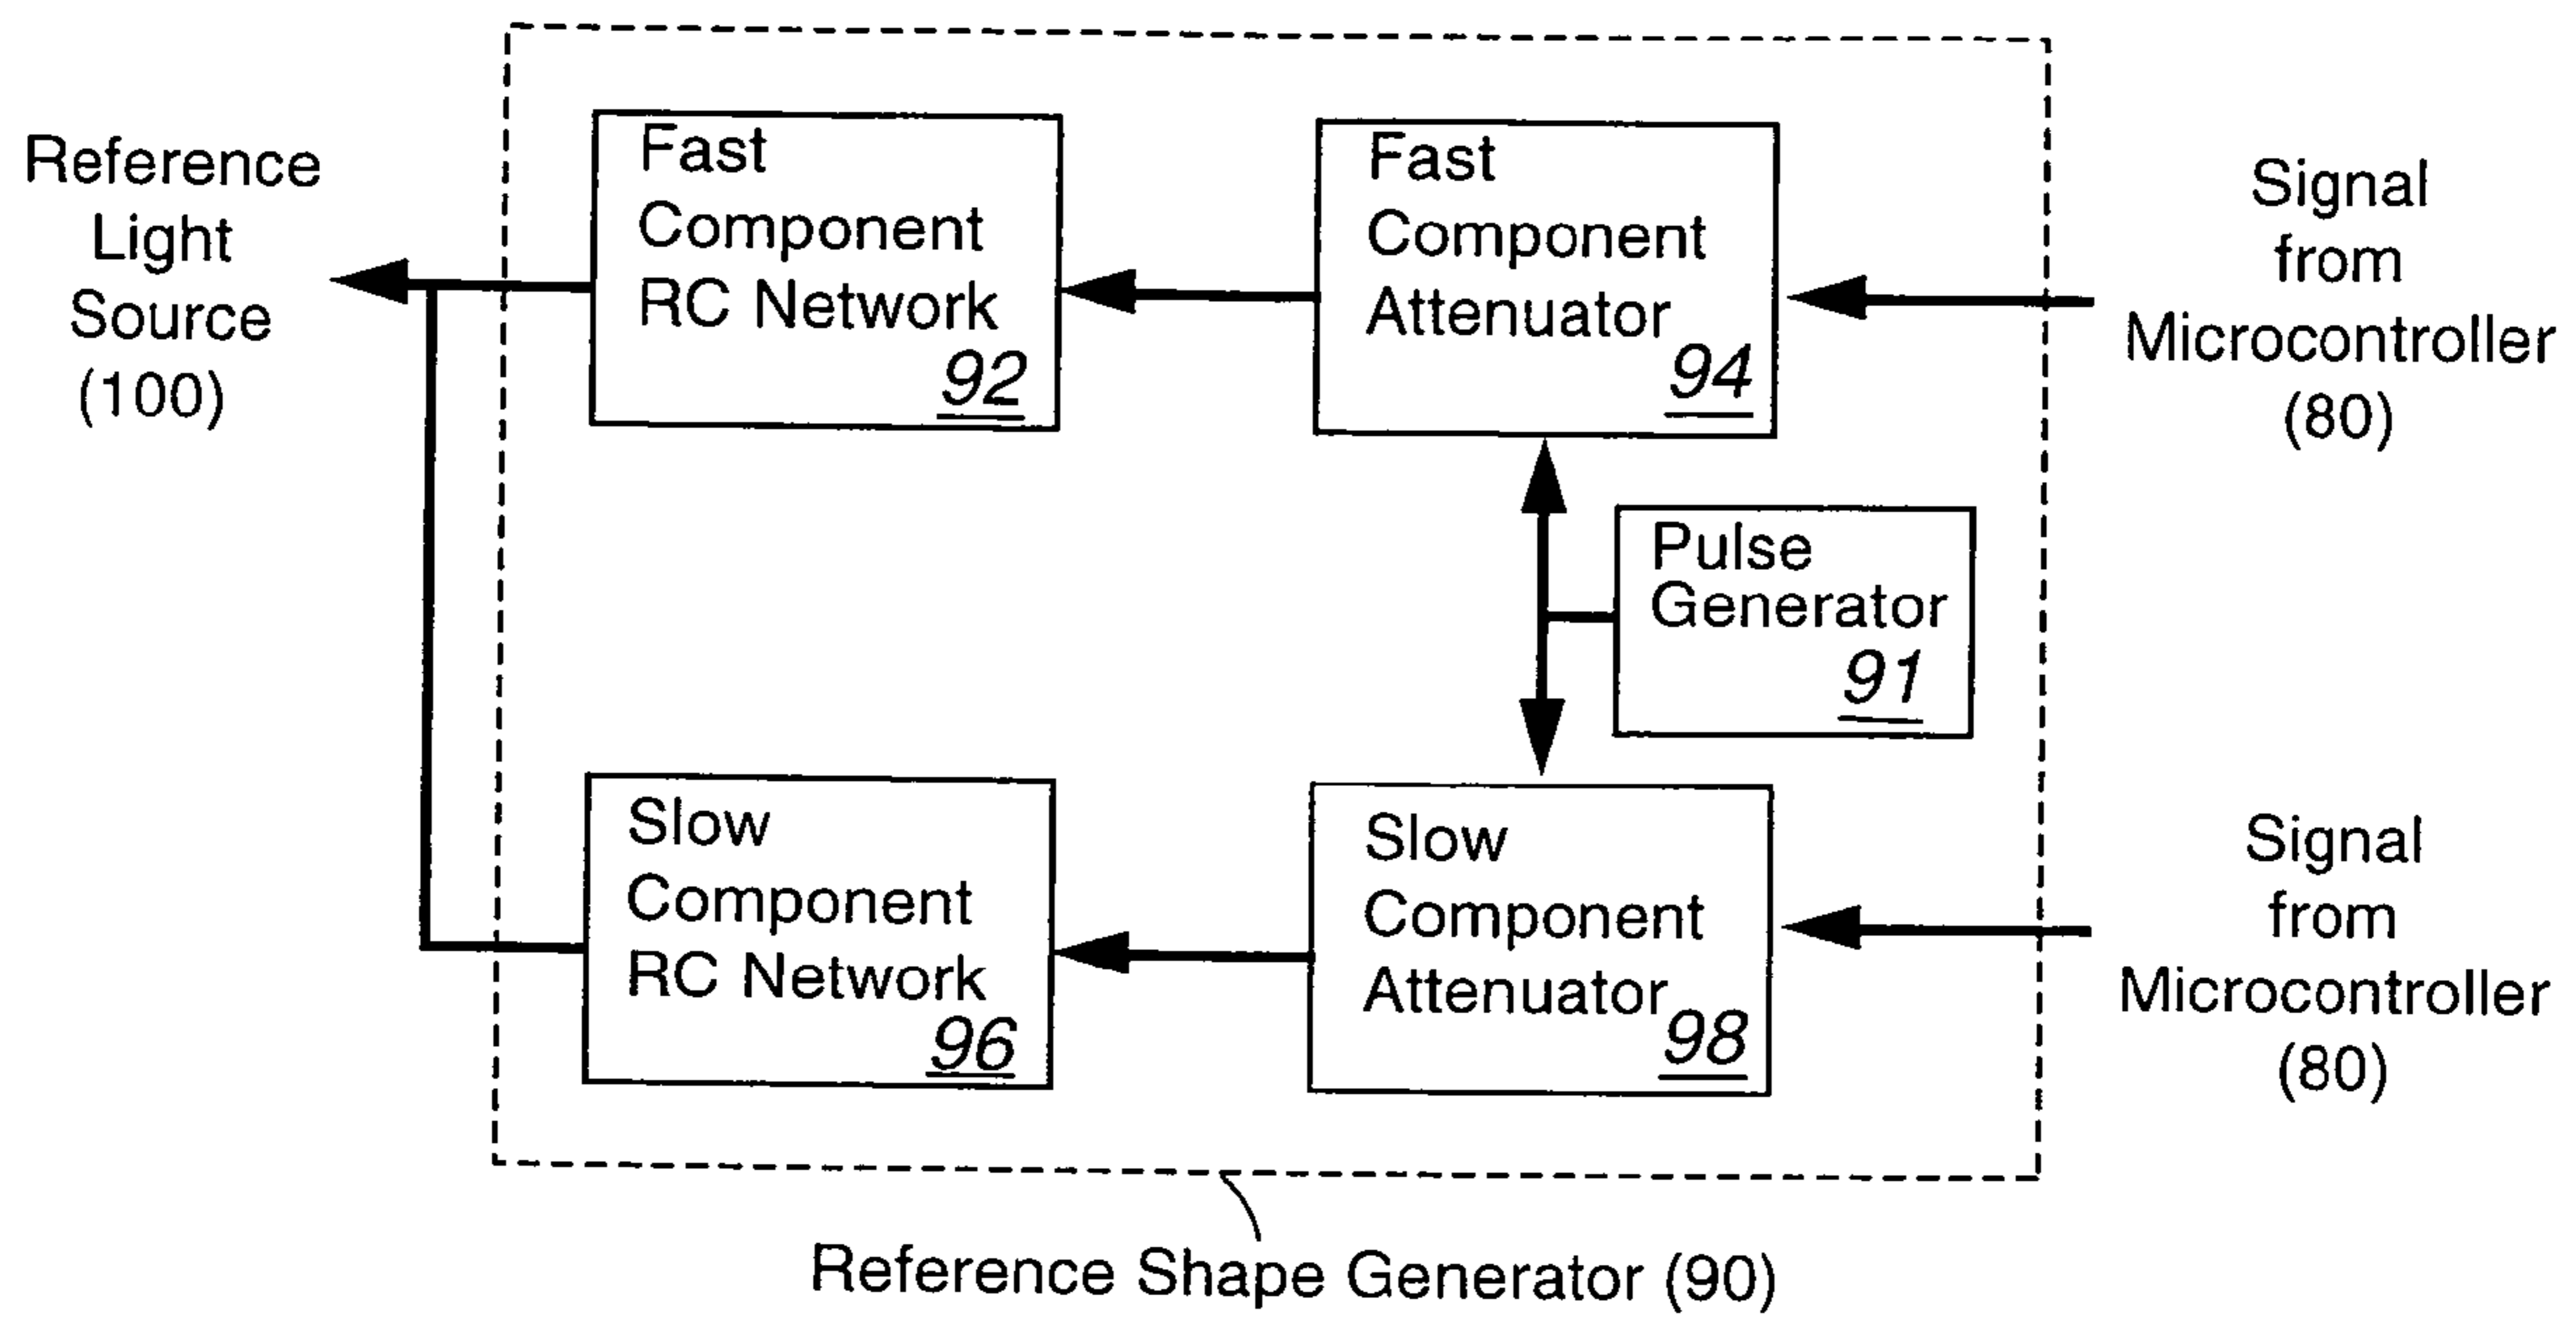 Reference
Light
Source
(100)
Fast
Component
RC Network
92
Fast
Component
Attenuator
94
Signal
from
Microcontroller
(80)
Pulse
Generator
91
Slow
Component
RC Network
96
Slow
Component
Attenuator
98
Signal
from
Microcontroller
(80)
Reference Shape Generator (90)